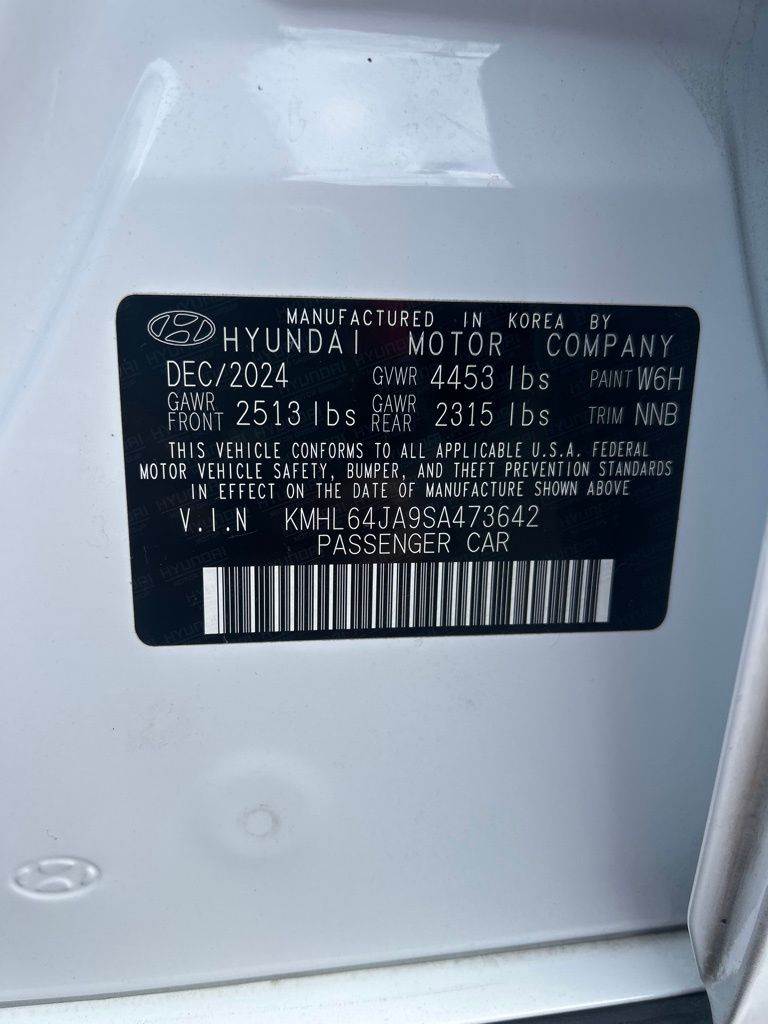 MANUFACTURED IN KOREA BY
HYUNDAI MOTOR COMPANY
DEC/2024 GVWR 4453 lbs PAINT W6H
GAWR FRONT 2513 lbs GAWR REAR 2315 lbs TRIM NNB
THIS VEHICLE CONFORMS TO ALL APPLICABLE U.S.A. FEDERAL
MOTOR VEHICLE SAFETY, BUMPER, AND THEFT PREVENTION STANDARDS
IN EFFECT ON THE DATE OF MANUFACTURE SHOWN ABOVE
V.I.N KMHL64JA9SA473642
PASSENGER CAR